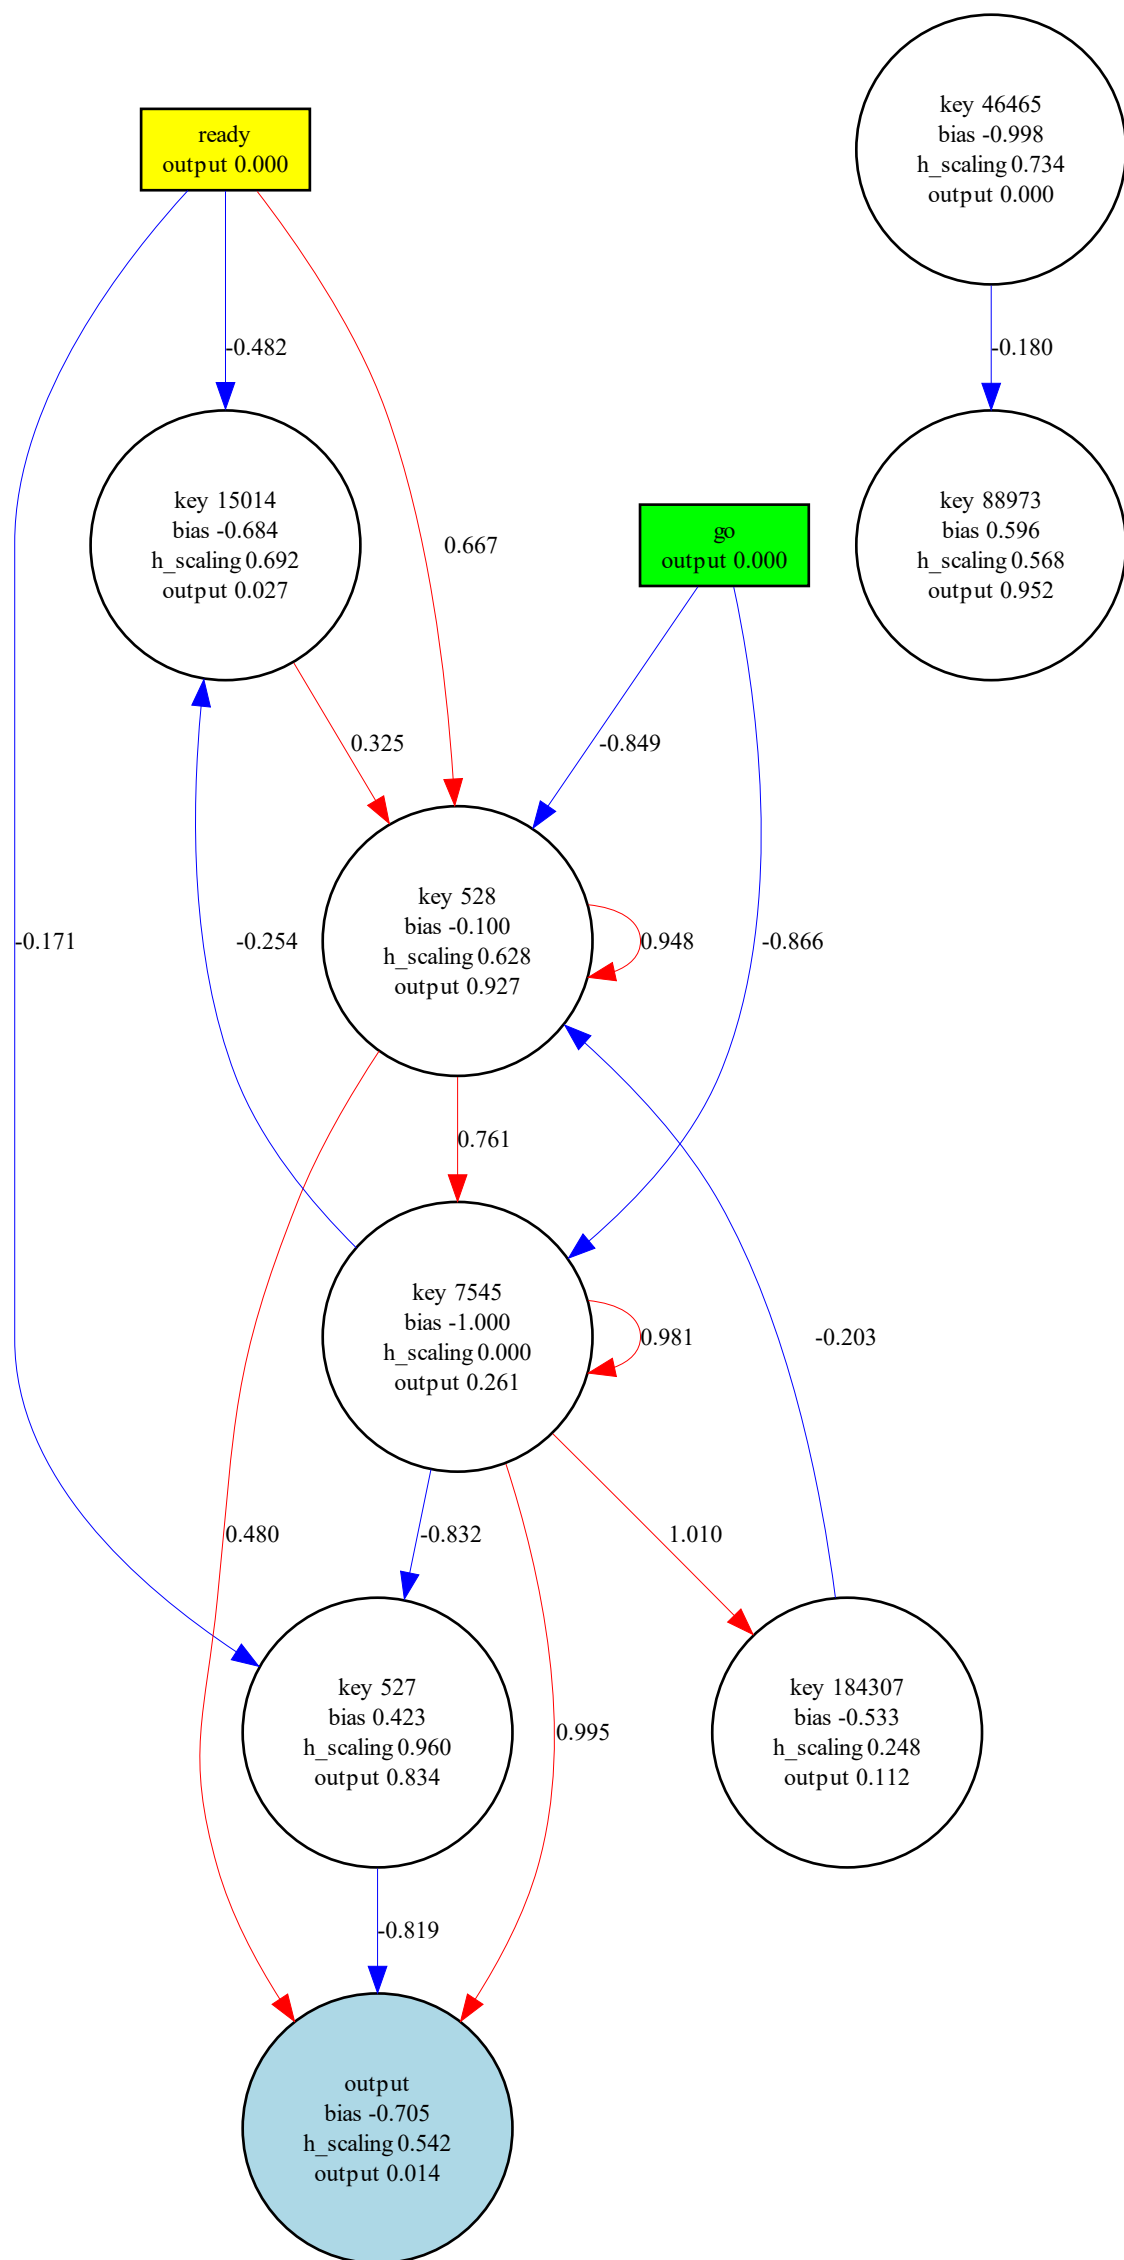 key 46465
bias -0.998
h_scaling 0.734
output 0.000
ready
output 0.000
-0.482
-0.180
key 15014
bias -0.684
h_scaling 0.692
output 0.027
0.667
go
output 0.000
key 88973
bias 0.596
h_scaling 0.568
output 0.952
0.325
-0.849
-0.171
-0.254
key 528
bias -0.100
h_scaling 0.628
output 0.927
0.948
-0.866
0.761
key 7545
bias -1.000
h_scaling 0.000
output 0.261
0.981
-0.203
0.480
-0.832
1.010
key 527
bias 0.423
h_scaling 0.960
output 0.834
0.995
key 184307
bias -0.533
h_scaling 0.248
output 0.112
-0.819
output
bias -0.705
h_scaling 0.542
output 0.014